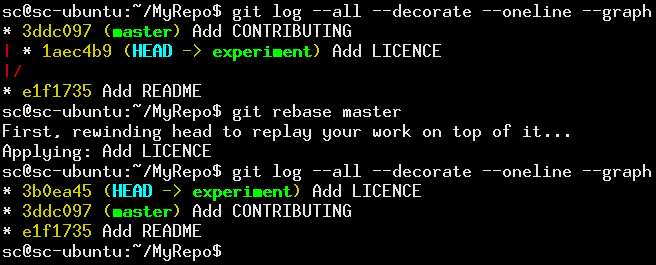 sc@sc-ubuntu:~/MyRepo$ git log --all --decorate --oneline --graph
* 3ddc097 (master) Add CONTRIBUTING
| * 1aec4b9 (HEAD -> experiment) Add LICENCE
|/
* e1f1735 Add README
sc@sc-ubuntu:~/MyRepo$ git rebase master
First, rewinding head to replay your work on top of it...
Applying: Add LICENCE
sc@sc-ubuntu:~/MyRepo$ git log --all --decorate --oneline --graph
* 3b0ea45 (HEAD -> experiment) Add LICENCE
* 3ddc097 (master) Add CONTRIBUTING
* e1f1735 Add README
sc@sc-ubuntu:~/MyRepo$